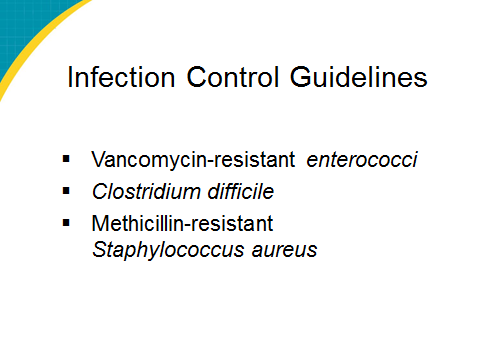 Infection Control Guidelines
▪ Vancomycin-resistant enterococci
▪ Clostridium difficile
▪ Methicillin-resistant
Staphylococcus aureus